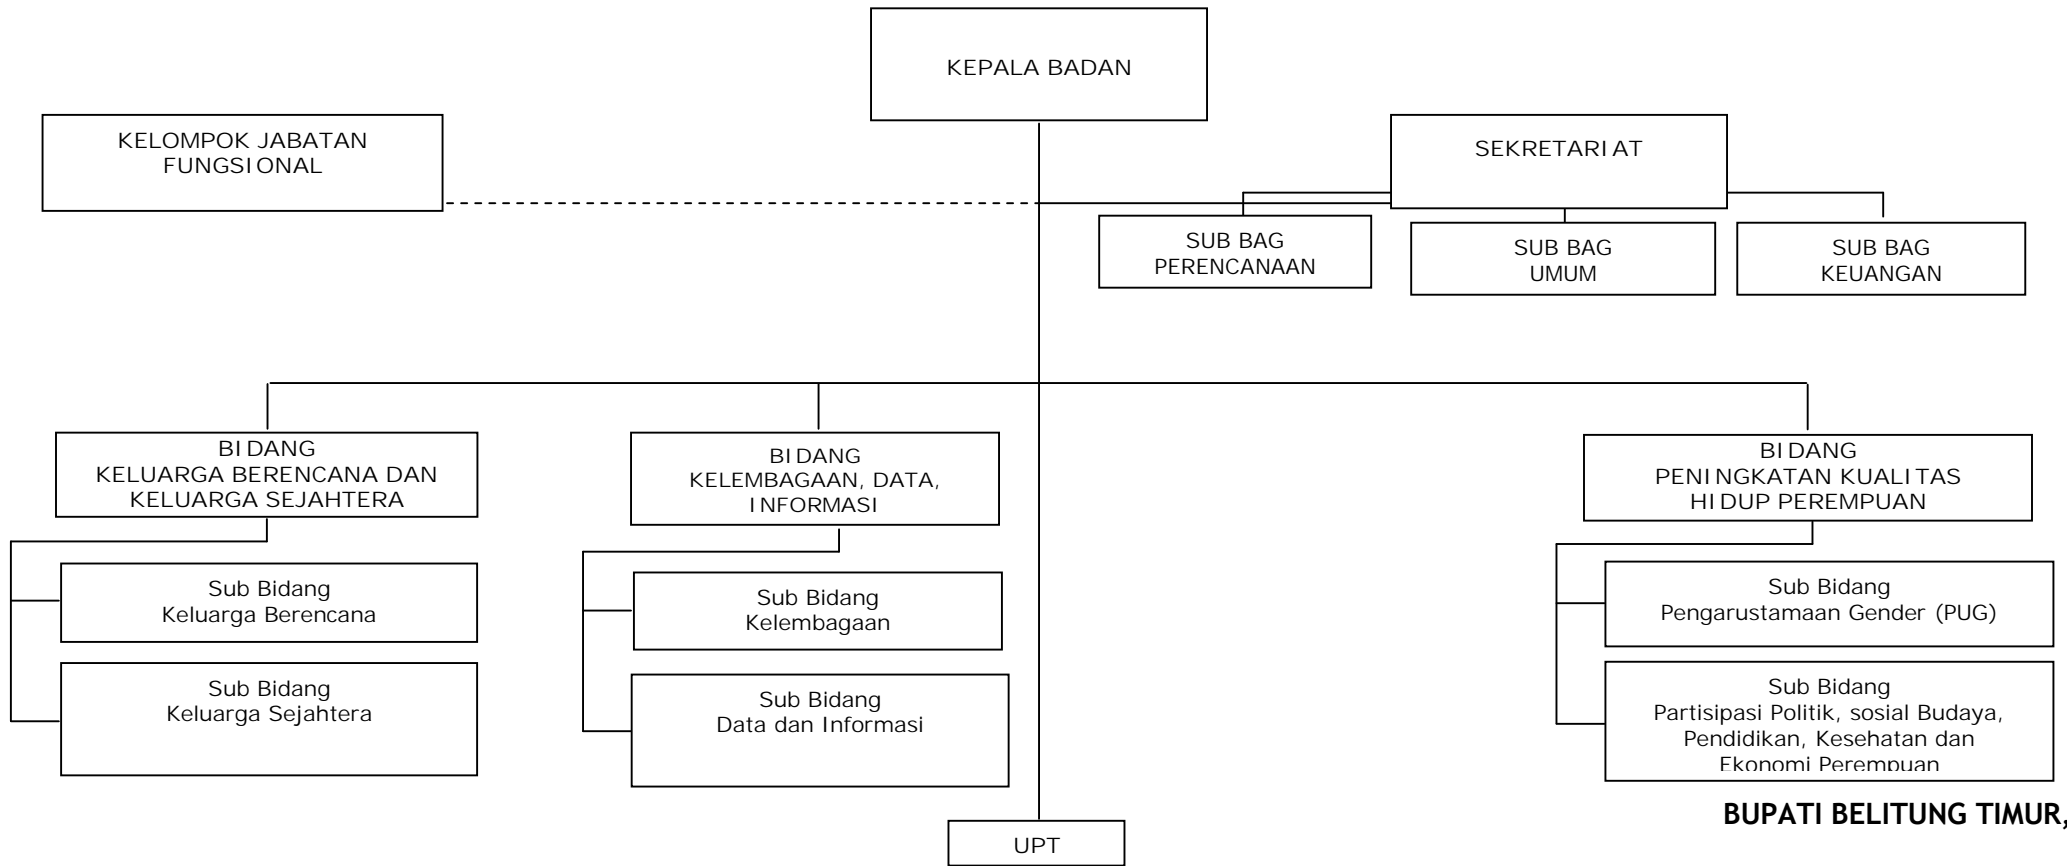 KEPALA BADAN
KELOMPOK JABATAN
FUNGSIONAL
SEKRETARIAT
SUB BAG
PERENCANAAN
SUB BAG
UMUM
SUB BAG
KEUANGAN
BIDANG
KELUARGA BERENCANA DAN
KELUARGA SEJAHTERA
BIDANG
KELEMBAGAAN, DATA,
INFORMASI
BIDANG
PENINGKATAN KUALITAS
HIDUP PEREMPUAN
Sub Bidang
Keluarga Berencana
Sub Bidang
Keluarga Sejahtera
Sub Bidang
Kelembagaan
Sub Bidang
Data dan Informasi
Sub Bidang
Pengarustamaan Gender (PUG)
Sub Bidang
Partisipasi Politik, sosial Budaya,
Pendidikan, Kesehatan dan
Ekonomi Perempuan
BUPATI BELITUNG TIMUR,
UPT